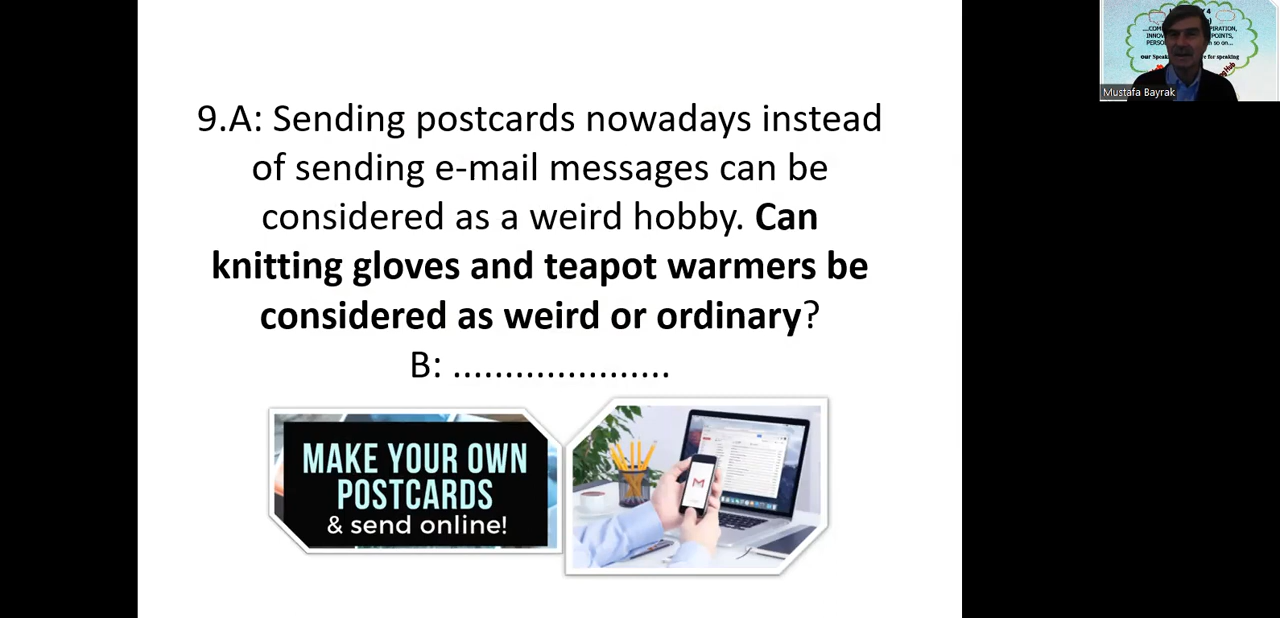 9.A: Sending postcards nowadays instead
of sending e-mail messages can be
considered as a weird hobby. Can
knitting gloves and teapot warmers be
considered as weird or ordinary?
B: .....................
MAKE YOUR OWN
POSTCARDS
& send online!
M
Mustafa Bayrak